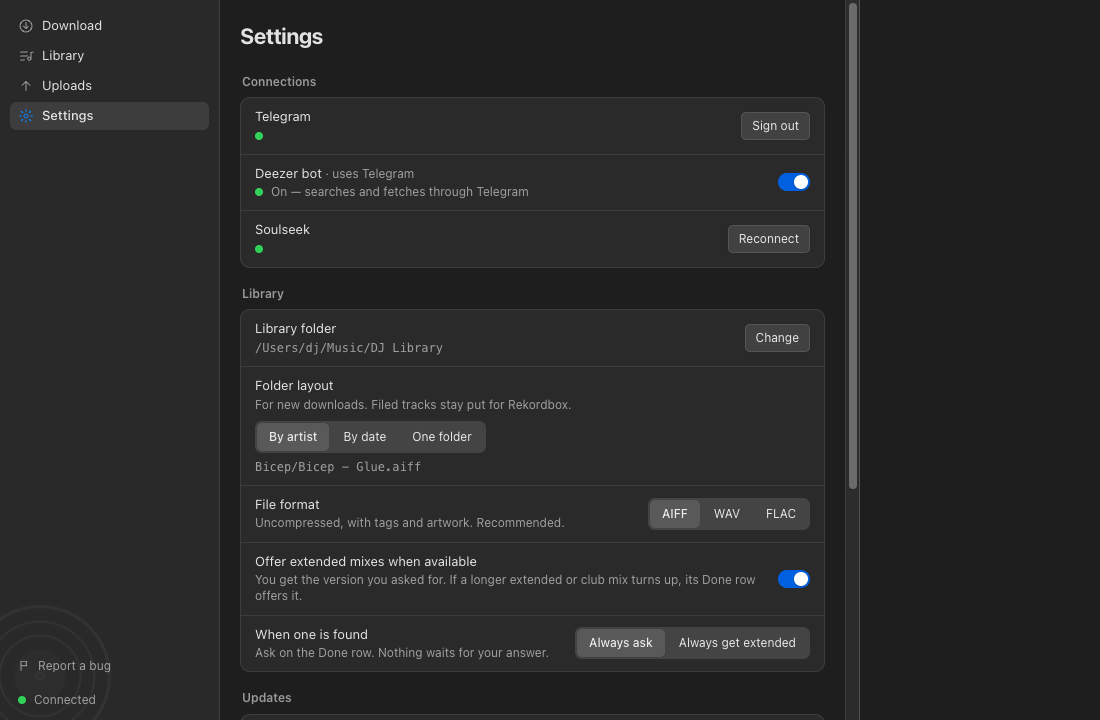 Download
Library
Uploads
Settings
Report a bug
Connected
Settings
Connections
Telegram
Sign out
Deezer bot · uses Telegram
On — searches and fetches through Telegram
Soulseek
Reconnect
Library
Library folder
/Users/dj/Music/DJ Library
Change
Folder layout
For new downloads. Filed tracks stay put for Rekordbox.
By artist By date One folder
Bicep/Bicep — Glue.aiff
File format
Uncompressed, with tags and artwork. Recommended.
AIFF WAV FLAC
Offer extended mixes when available
You get the version you asked for. If a longer extended or club mix turns up, its Done row
offers it.
When one is found
Ask on the Done row. Nothing waits for your answer.
Always ask Always get extended
Updates